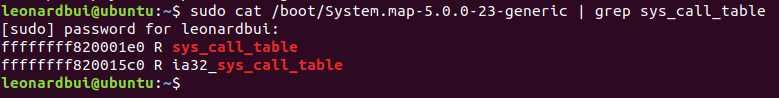 leonardbui@ubuntu:~$ sudo cat /boot/System.map-5.0.0-23-generic | grep sys_call_table
[sudo] password for leonardbui:
ffffffff820001e0 R sys_call_table
ffffffff820015c0 R ia32_sys_call_table
leonardbui@ubuntu:~$